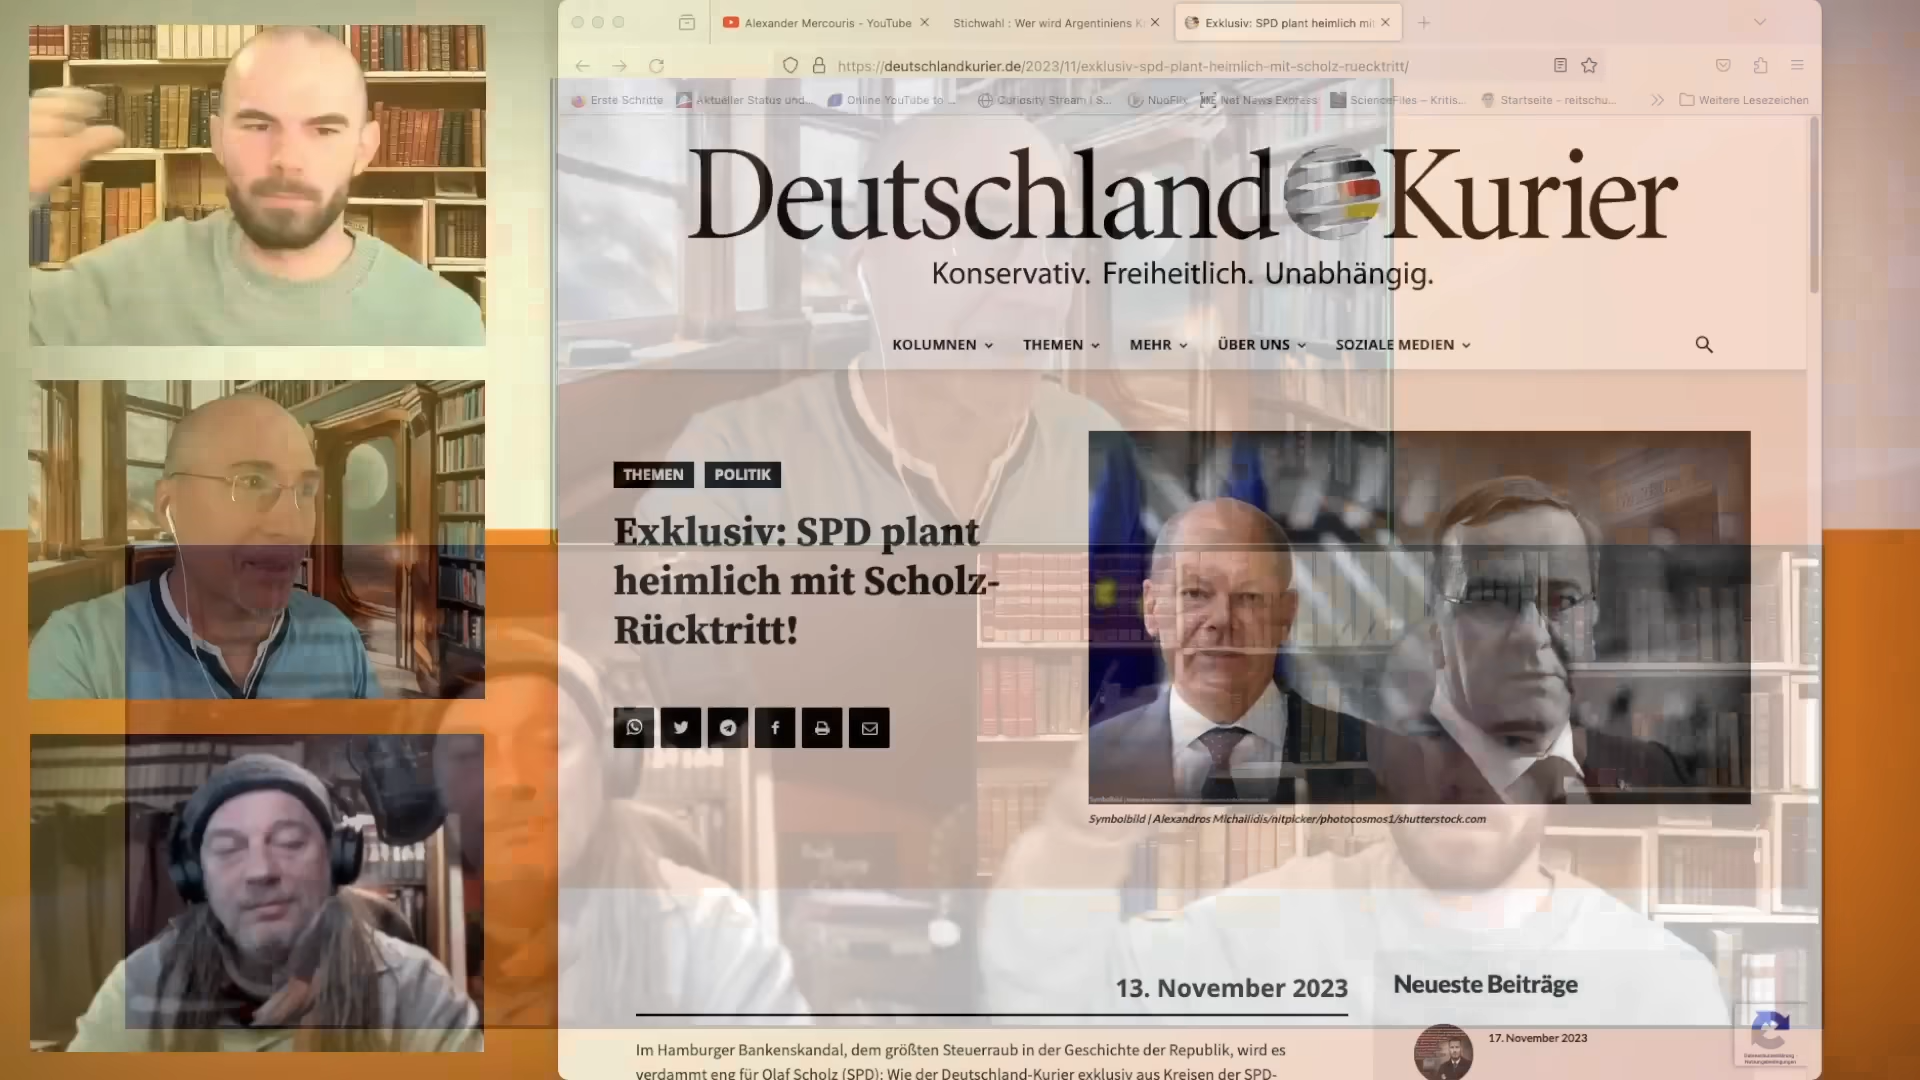 Alexander Mercouris - YouTube
Stichwahl : Wer wird Argentiniens
Exklusiv: SPD plant heimlich mi
https://deutschlandkurier.de/2023/11/exklusiv-spd-plant-heimlich-mit-scholz-ruecktritt/
Erste Schritte
Aktueller Status und...
Online YouTube to ...
Curiosity Stream | S...
NuoFlix
Net News Express
ScienceFiles – Kritis...
Startseite - reitschu...
Weitere Lesezeichen
Deutschland Kurier
Konservativ. Freiheitlich. Unabhängig.
KOLUMNEN
THEMEN
MEHR
ÜBER UNS
SOZIALE MEDIEN
THEMEN
POLITIK
Exklusiv: SPD plant
heimlich mit Scholz-
Rücktritt!
Symbolbild | Alexandros Michailidis/nitpicker/photocosmos1/shutterstock.com
13. November 2023
Neueste Beiträge
17. November 2023
Im Hamburger Bankenskandal, dem größten Steuerraub in der Geschichte der Republik, wird es
verdammt eng für Olaf Scholz (SPD): Wie der Deutschland-Kurier exklusiv aus Kreisen der SPD-